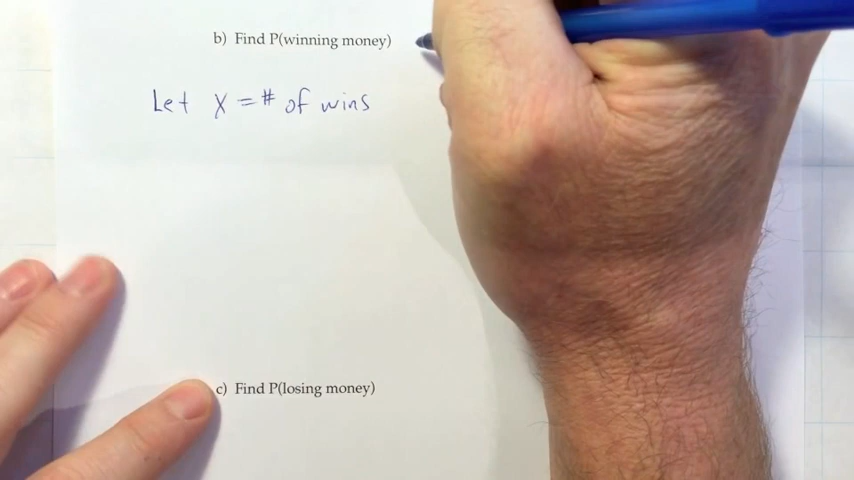 b) Find P(winning money)
Let X = # of wins
c) Find P(losing money)